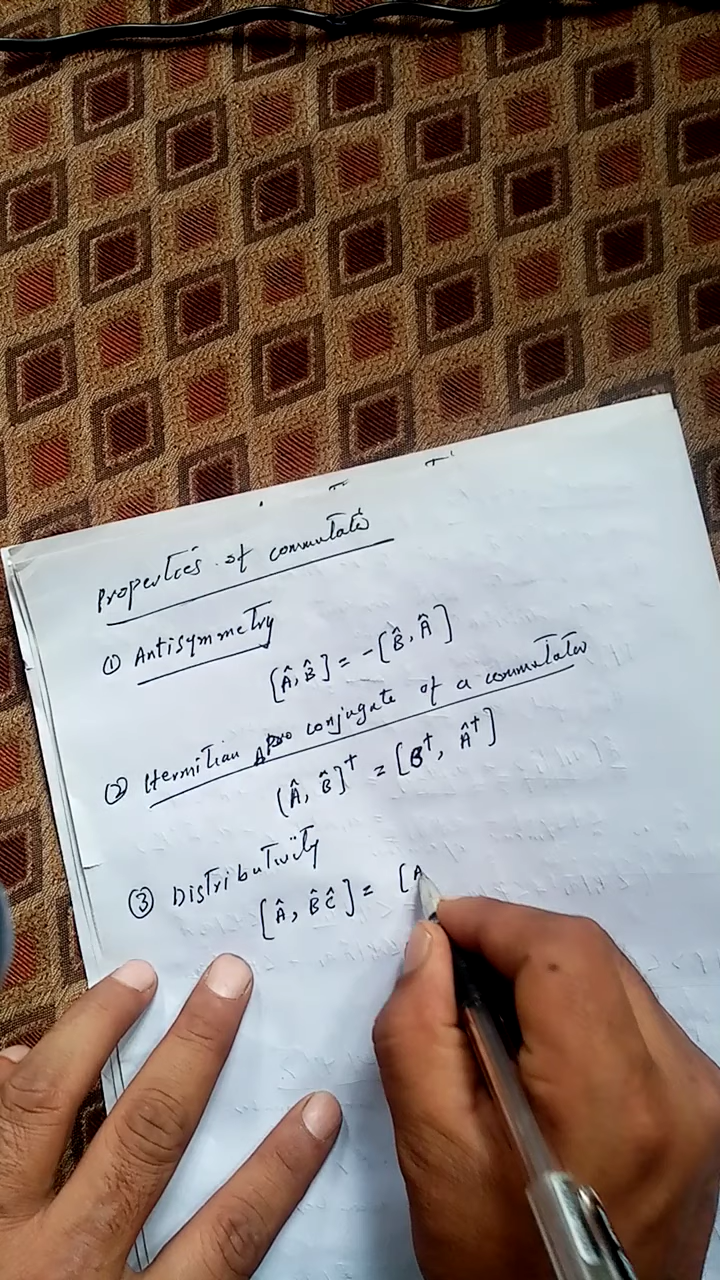 Properties of commutator
① Antisymmetry
[Â, B̂] = -[B̂, Â]
② Hermitian conjugate of a commutator
(Â, B̂]† = [B†, Â†]
③ Distributivity
[Â, B̂Ĉ] = [A